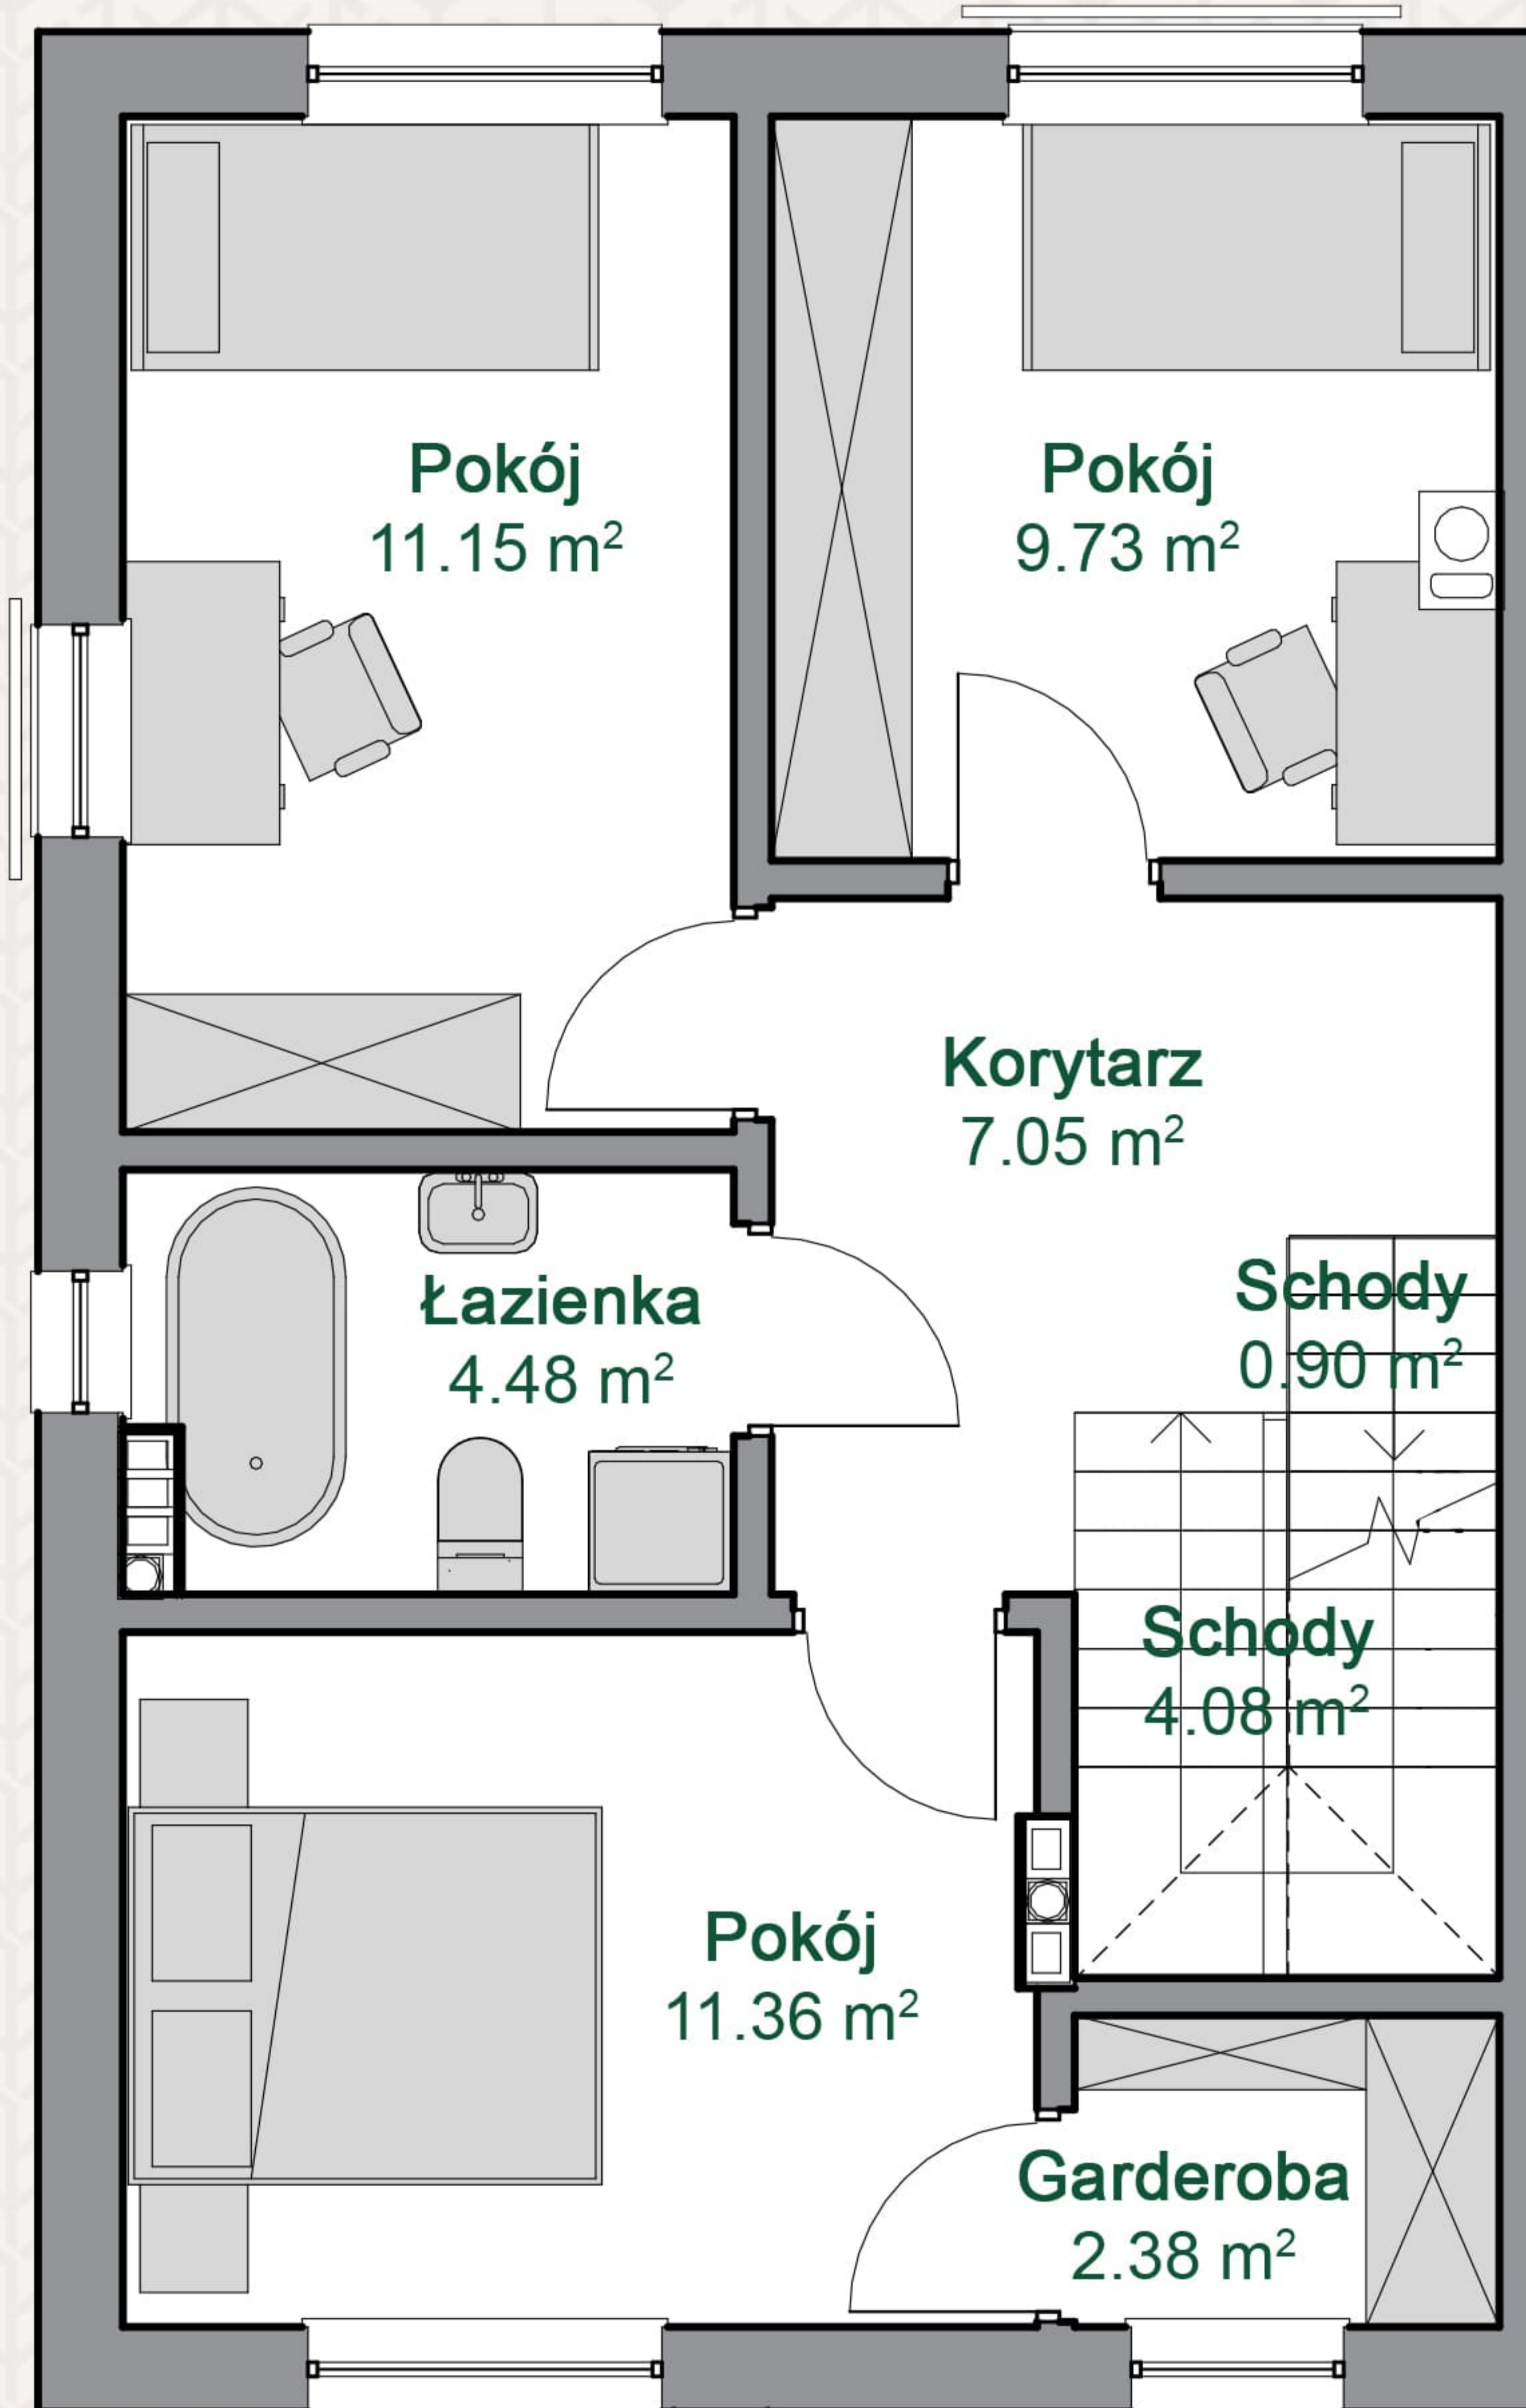 Pokój
11.15 m²
Pokój
9.73 m²
Korytarz
7.05 m²
Łazienka
4.48 m²
Schody
0.90 m²
Schody
4.08 m²
Pokój
11.36 m²
Garderoba
2.38 m²